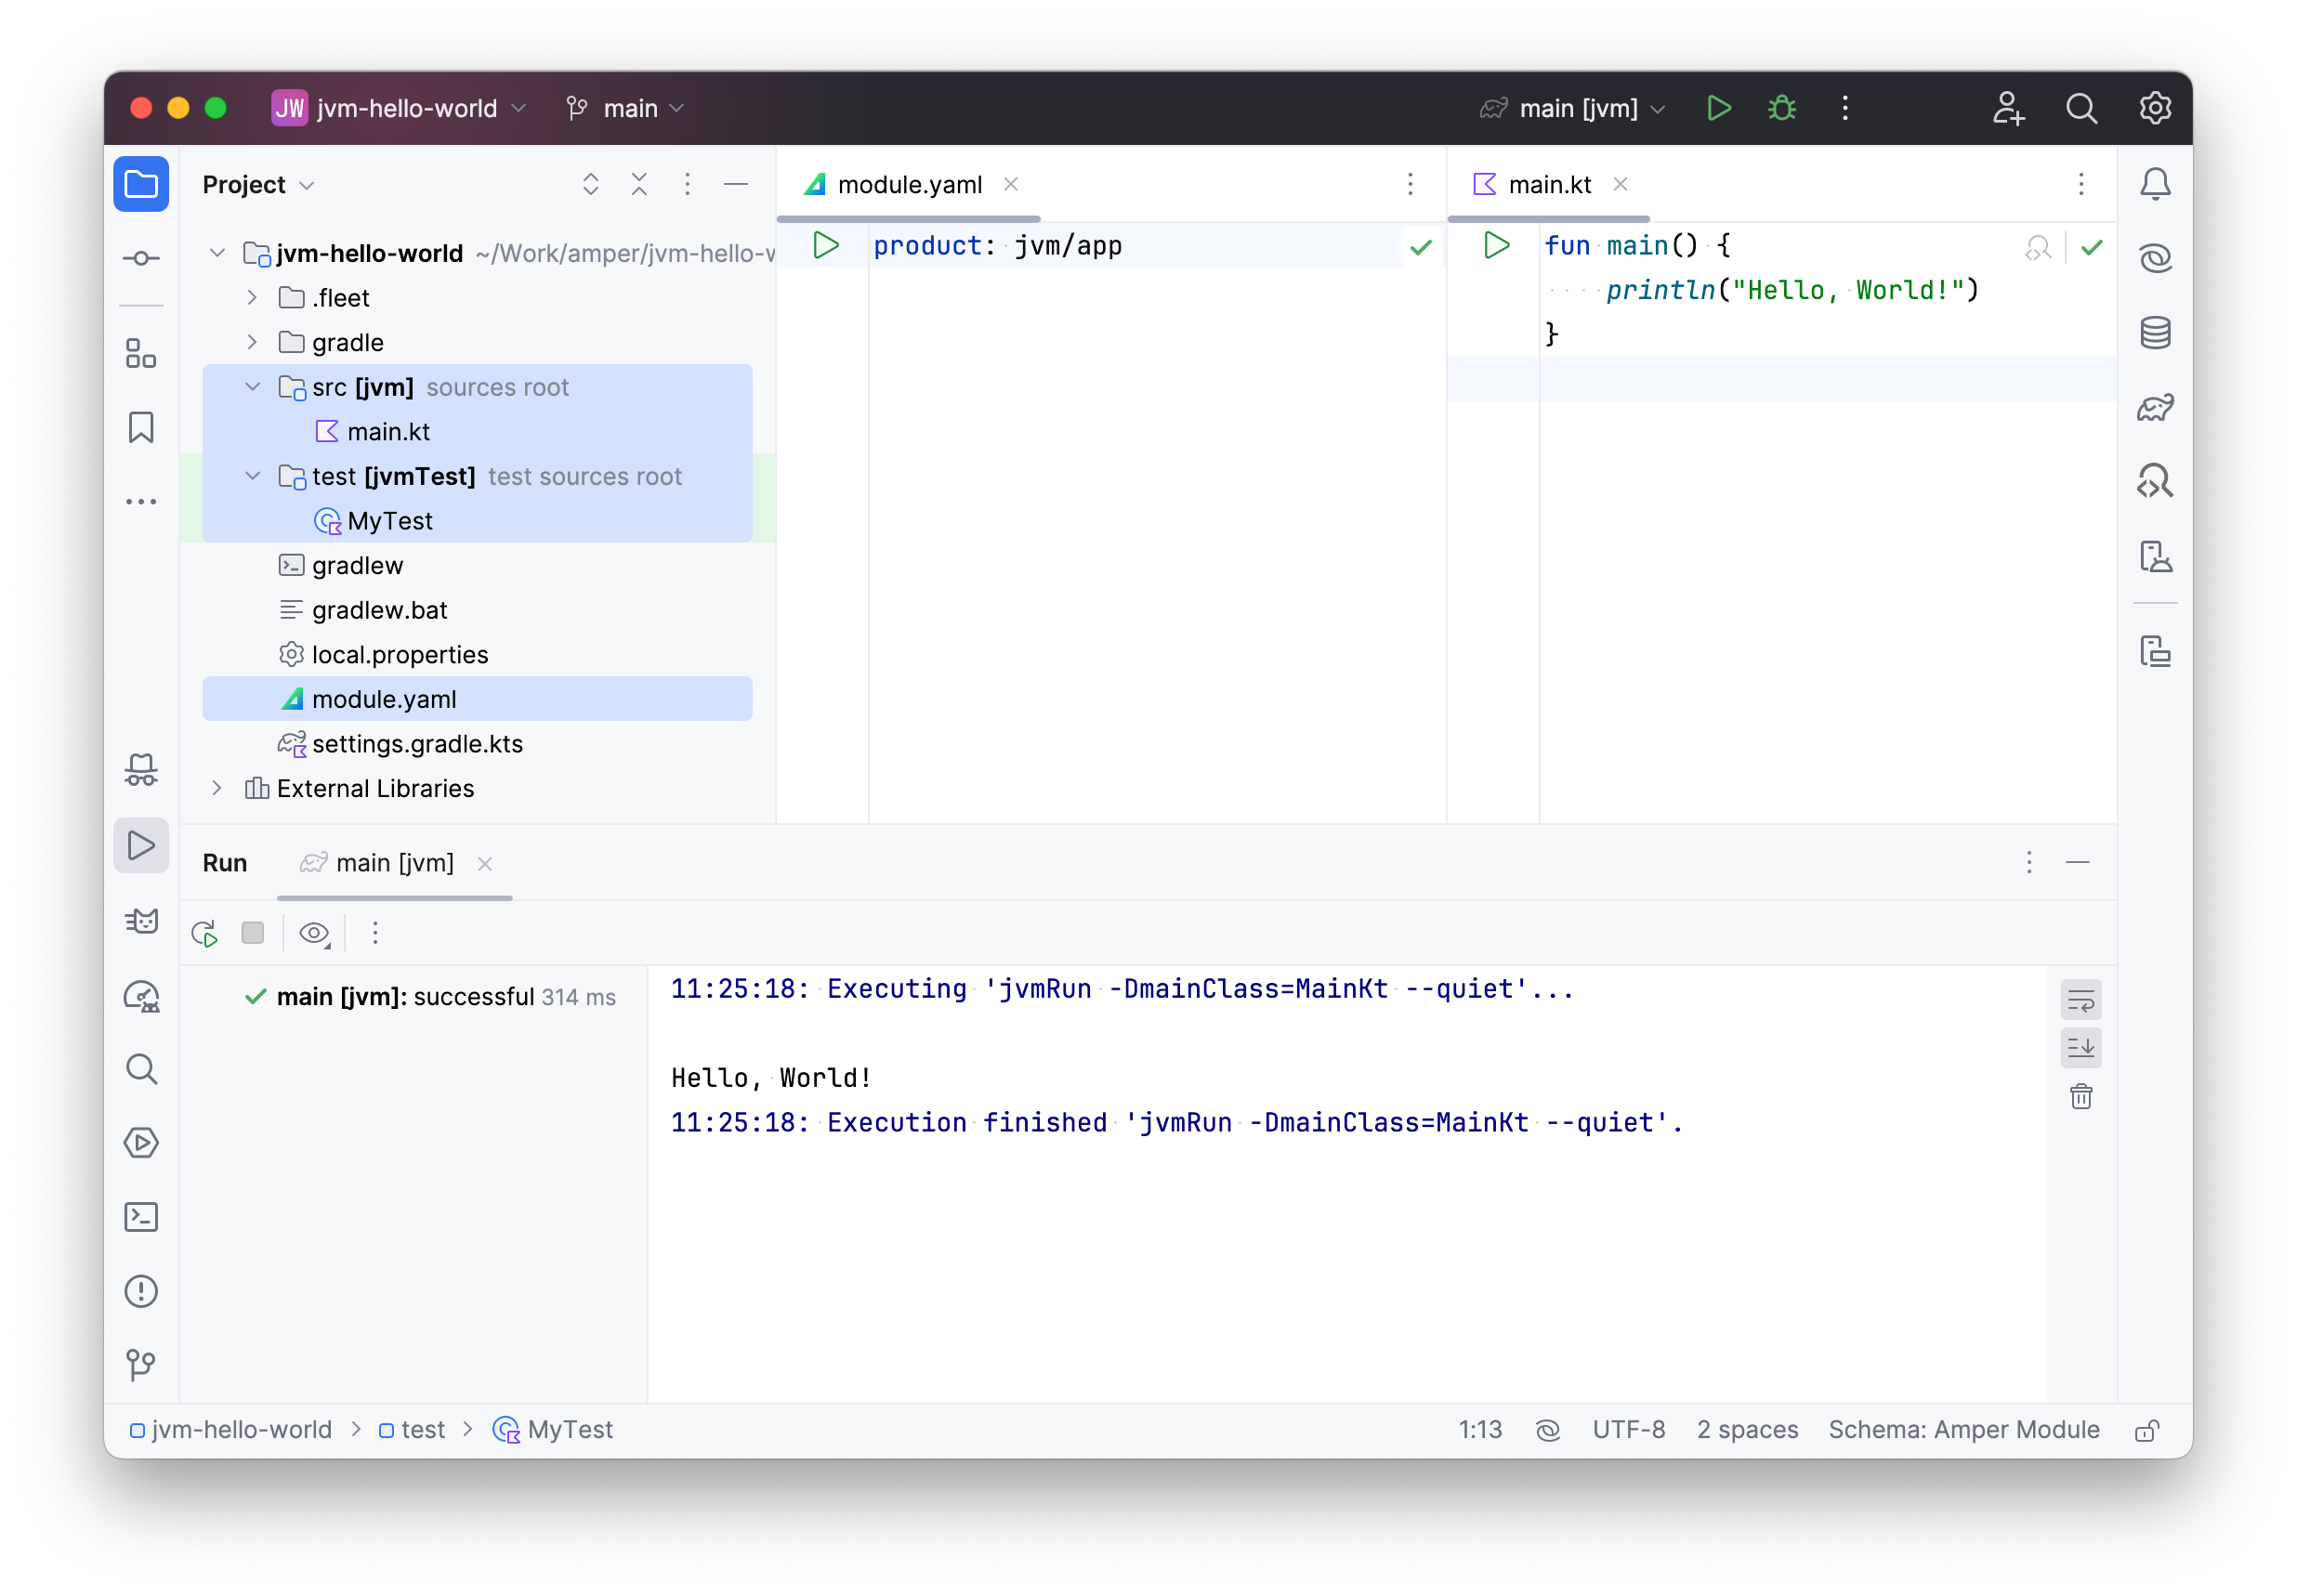 JW jvm-hello-world main main [jvm]
Project
jvm-hello-world ~/Work/amper/jvm-hello-w
.fleet
gradle
src [jvm] sources root
main.kt
test [jvmTest] test sources root
MyTest
gradlew
gradlew.bat
local.properties
module.yaml
settings.gradle.kts
External Libraries
module.yaml
product: jvm/app
main.kt
fun main() {
println("Hello, World!")
}
Run main [jvm]
main [jvm]: successful 314 ms
11:25:18: Executing 'jvmRun -DmainClass=MainKt --quiet'...
Hello, World!
11:25:18: Execution finished 'jvmRun -DmainClass=MainKt --quiet'.
jvm-hello-world test MyTest 1:13 UTF-8 2 spaces Schema: Amper Module